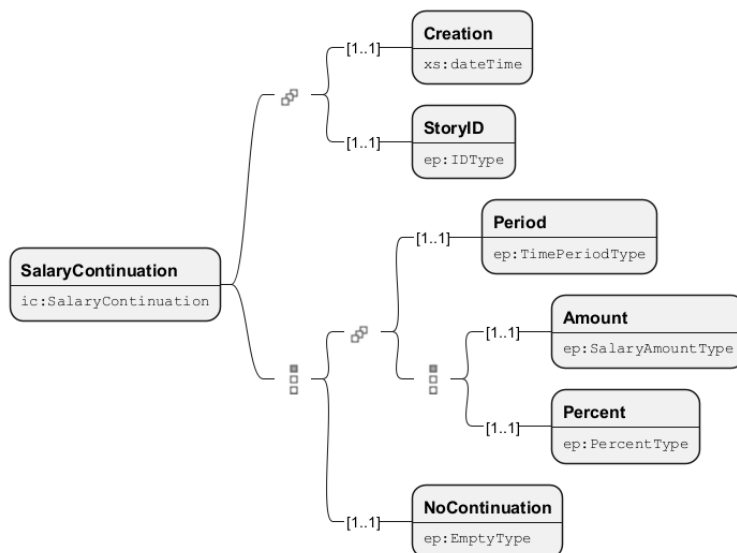 Creation
[1..1]
xs:dateTime
StoryID
[1..1]
ep:IDType
Period
[1..1]
ep:TimePeriodType
SalaryContinuation
ic:SalaryContinuation
Amount
[1..1]
ep:SalaryAmountType
Percent
[1..1]
ep:PercentType
NoContinuation
[1..1]
ep:EmptyType